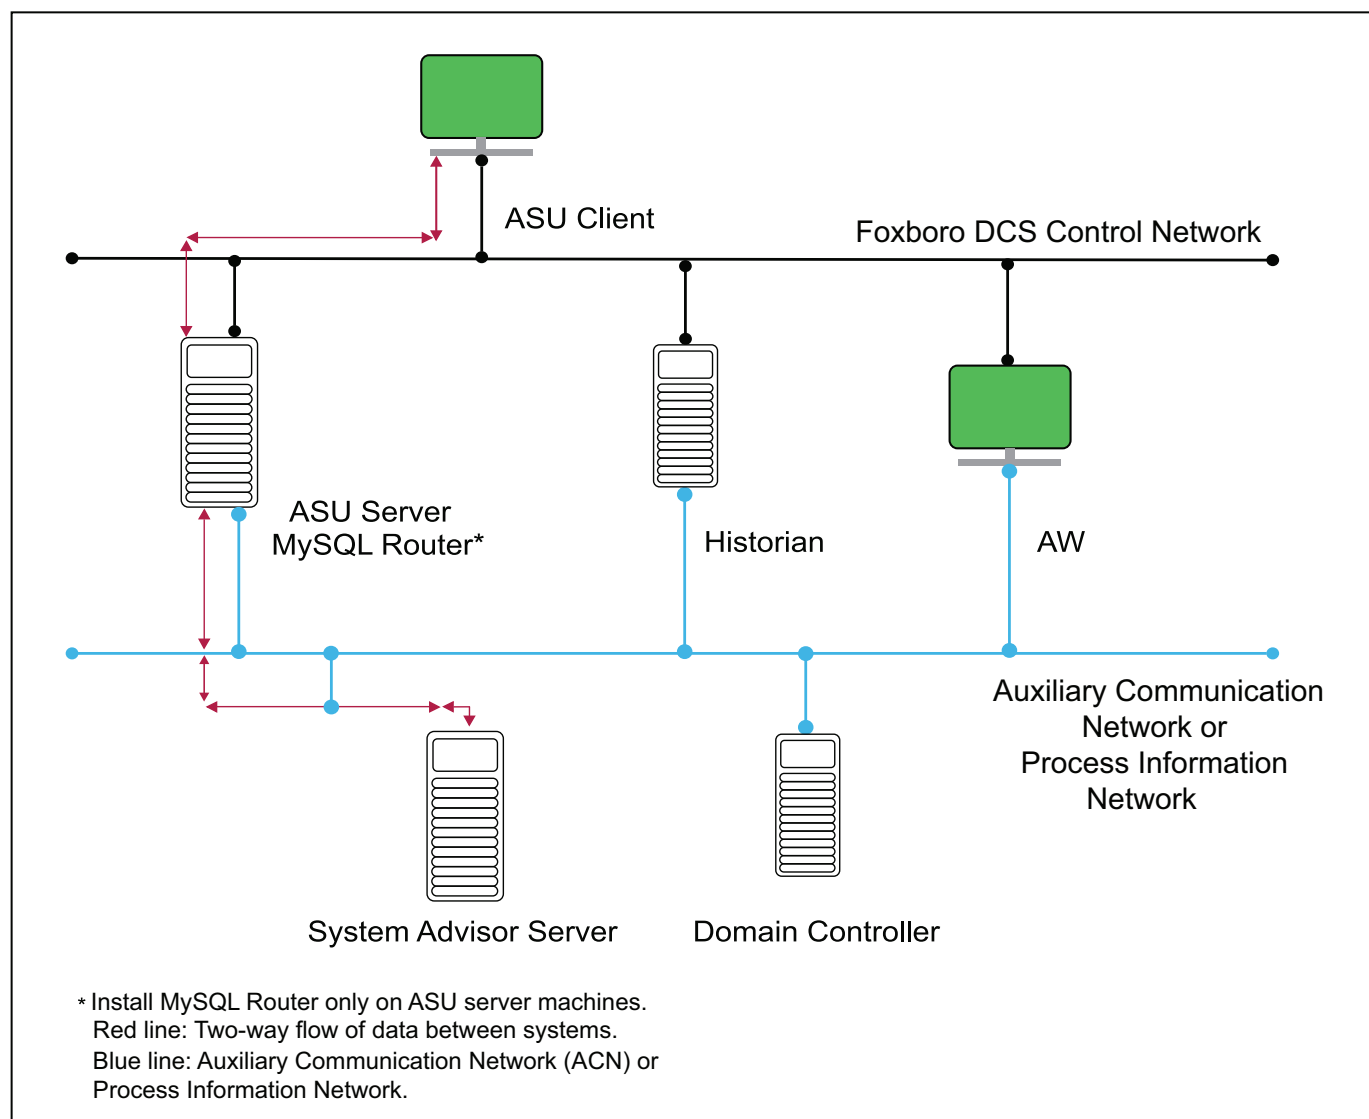 ASU Client
Foxboro DCS Control Network
ASU Server
MySQL Router*
Historian
AW
Auxiliary Communication
Network or
Process Information
Network
System Advisor Server
Domain Controller
* Install MySQL Router only on ASU server machines.
Red line: Two-way flow of data between systems.
Blue line: Auxiliary Communication Network (ACN) or
Process Information Network.